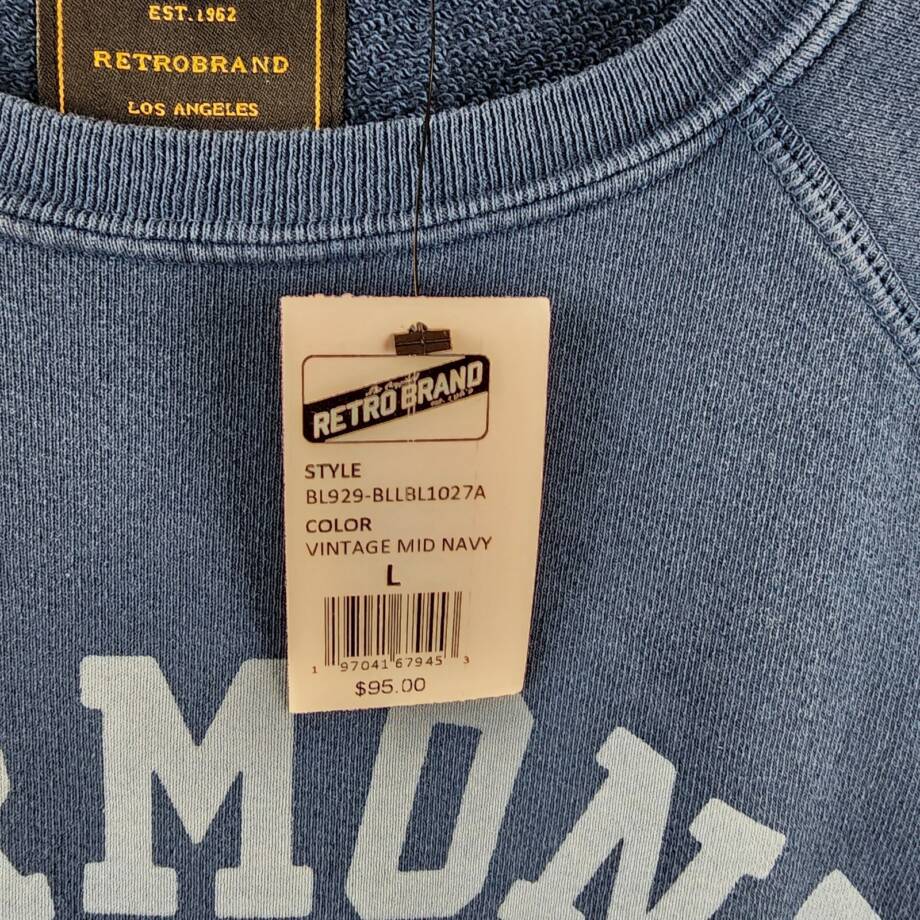 EST. 1962
RETROBRAND
LOS ANGELES
RETRO BRAND
STYLE
BL929-BLLBL1027A
COLOR
VINTAGE MID NAVY
L
1 97041 67945 3
$95.00
MON